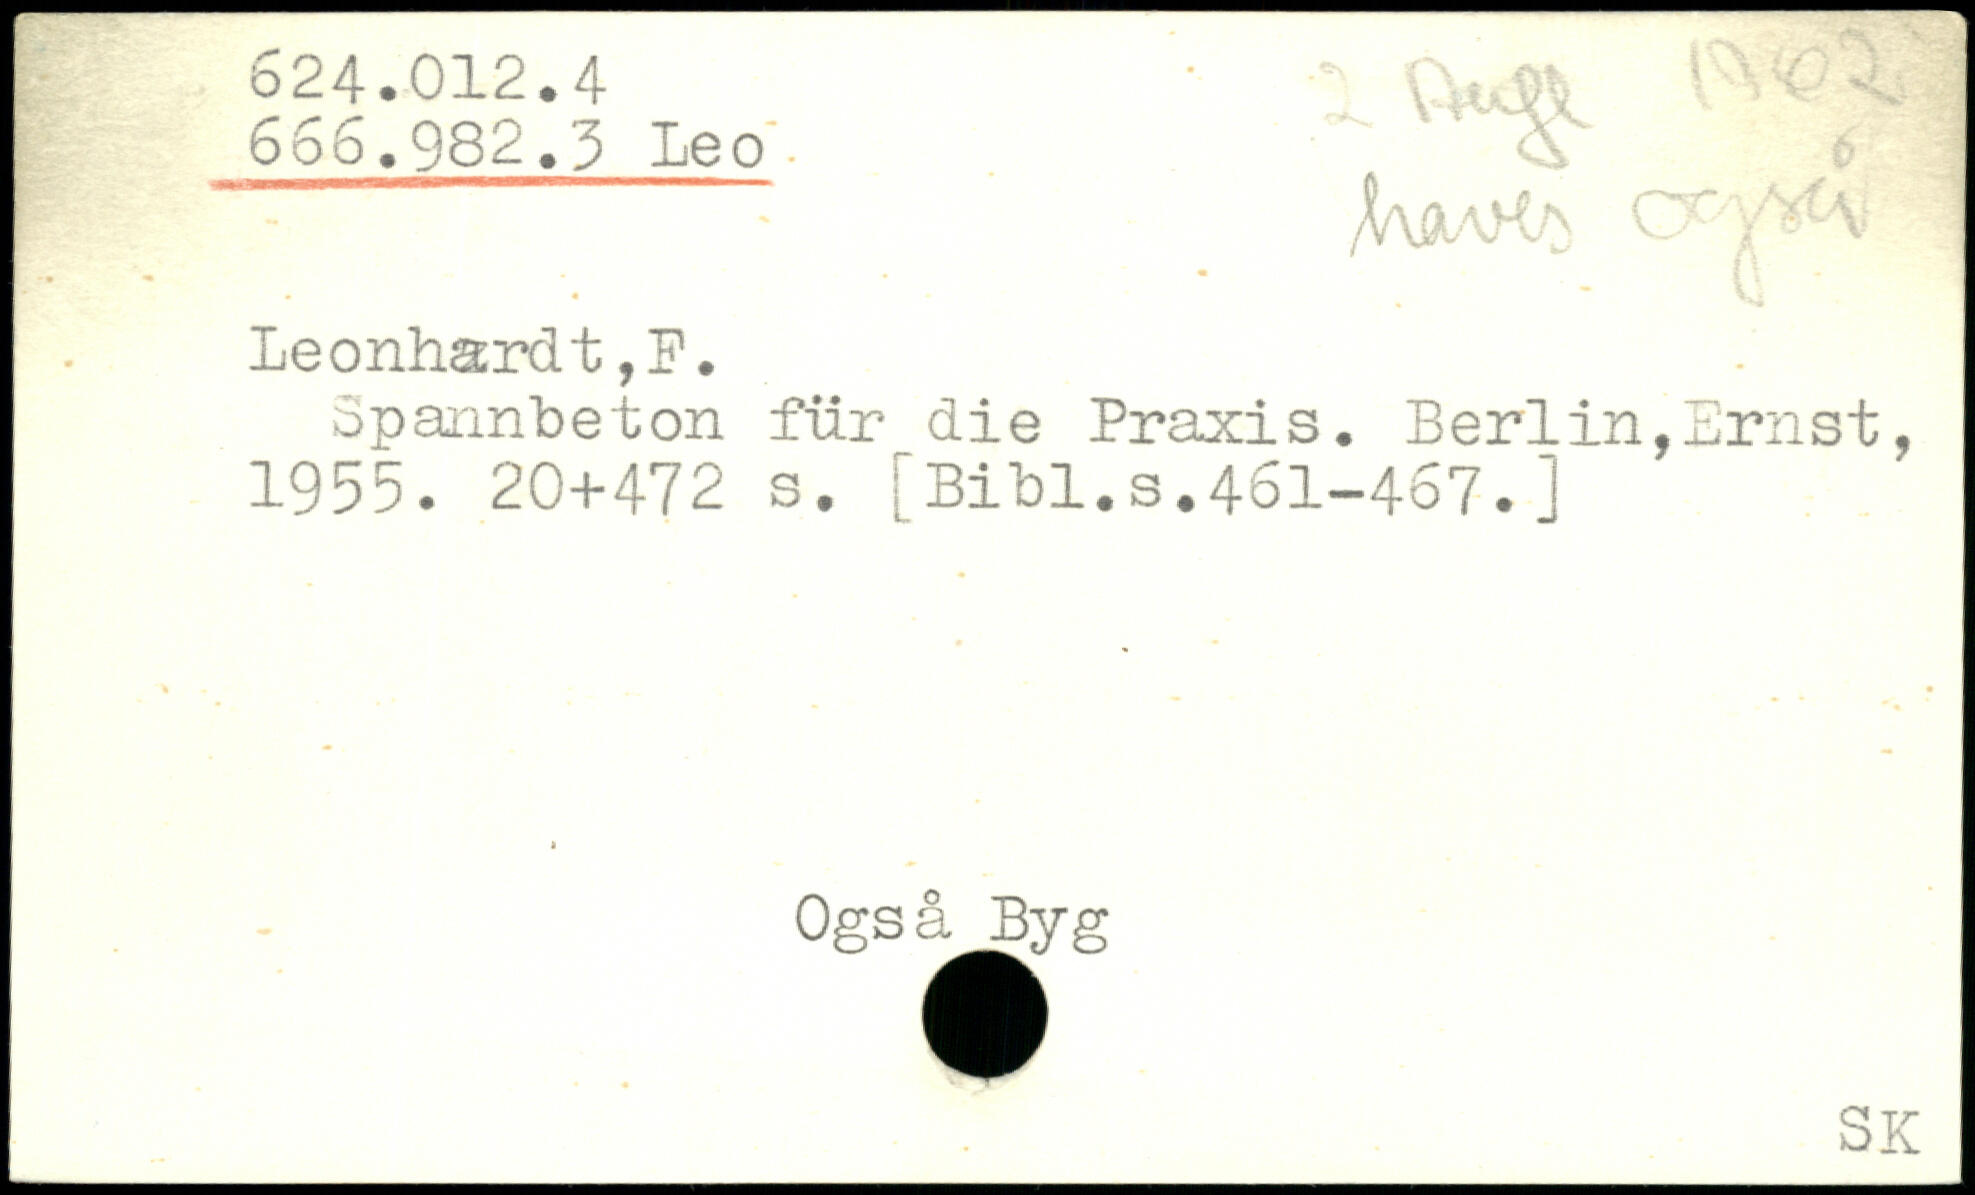 624.012.4
666.982.3 Leo
2 Aufl 1962
haves også
Leonhardt,F.
Spannbeton für die Praxis. Berlin,Ernst,
1955. 20+472 s. [Bibl.s.461-467.]
Også Byg
SK